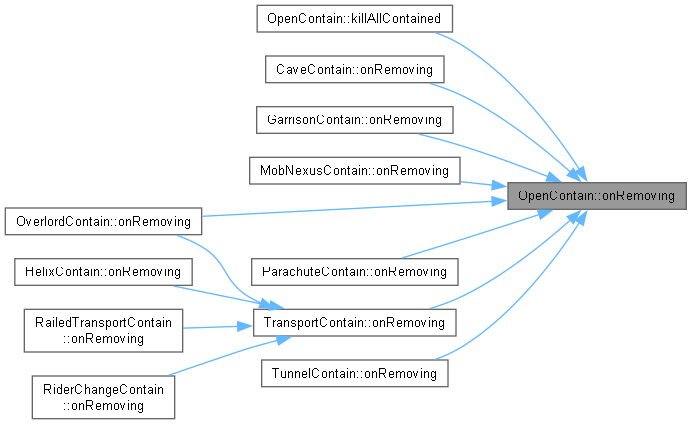 OpenContain::killAllContained
CaveContain::onRemoving
GarrisonContain::onRemoving
MobNexusContain::onRemoving
OpenContain::onRemoving
OverlordContain::onRemoving
HelixContain::onRemoving
ParachuteContain::onRemoving
RailedTransportContain
::onRemoving
TransportContain::onRemoving
TunnelContain::onRemoving
RiderChangeContain
::onRemoving